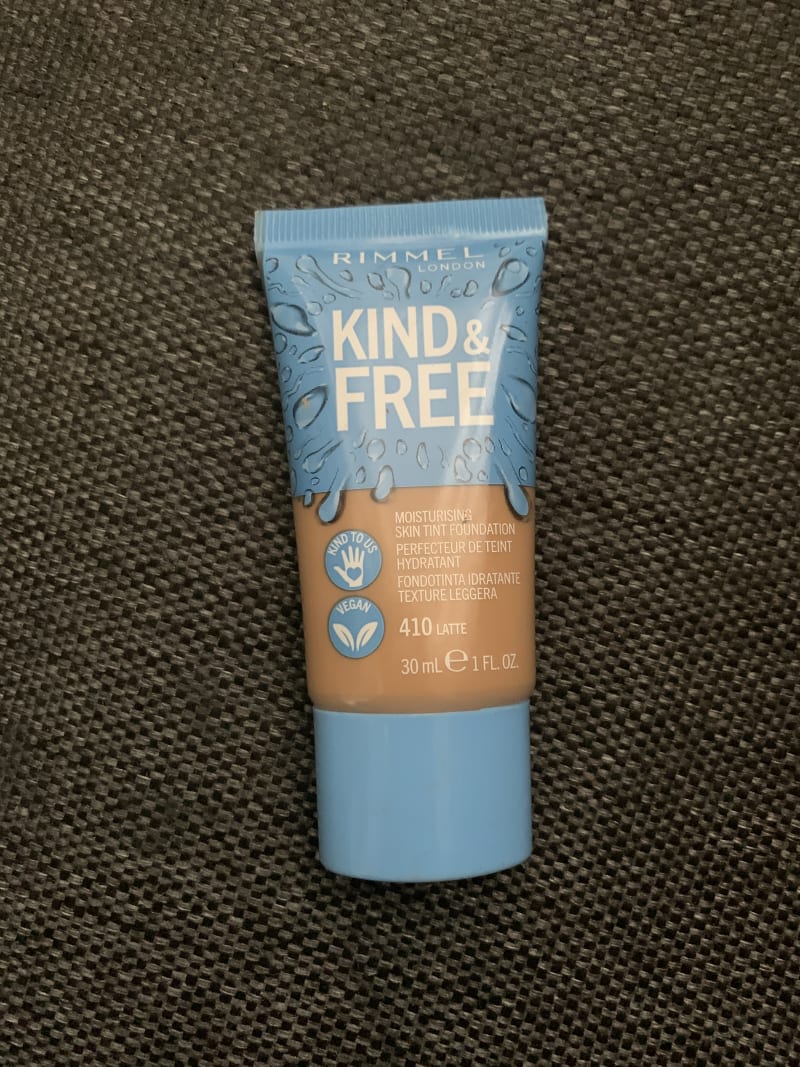 RIMMEL
LONDON
KIND &
FREE
MOISTURISING
SKIN TINT FOUNDATION
PERFECTEUR DE TEINT
HYDRATANT
FONDOTINTA IDRATANTE
TEXTURE LEGGERA
KIND TO US
VEGAN
410 LATTE
30 mL e 1 FL. OZ.